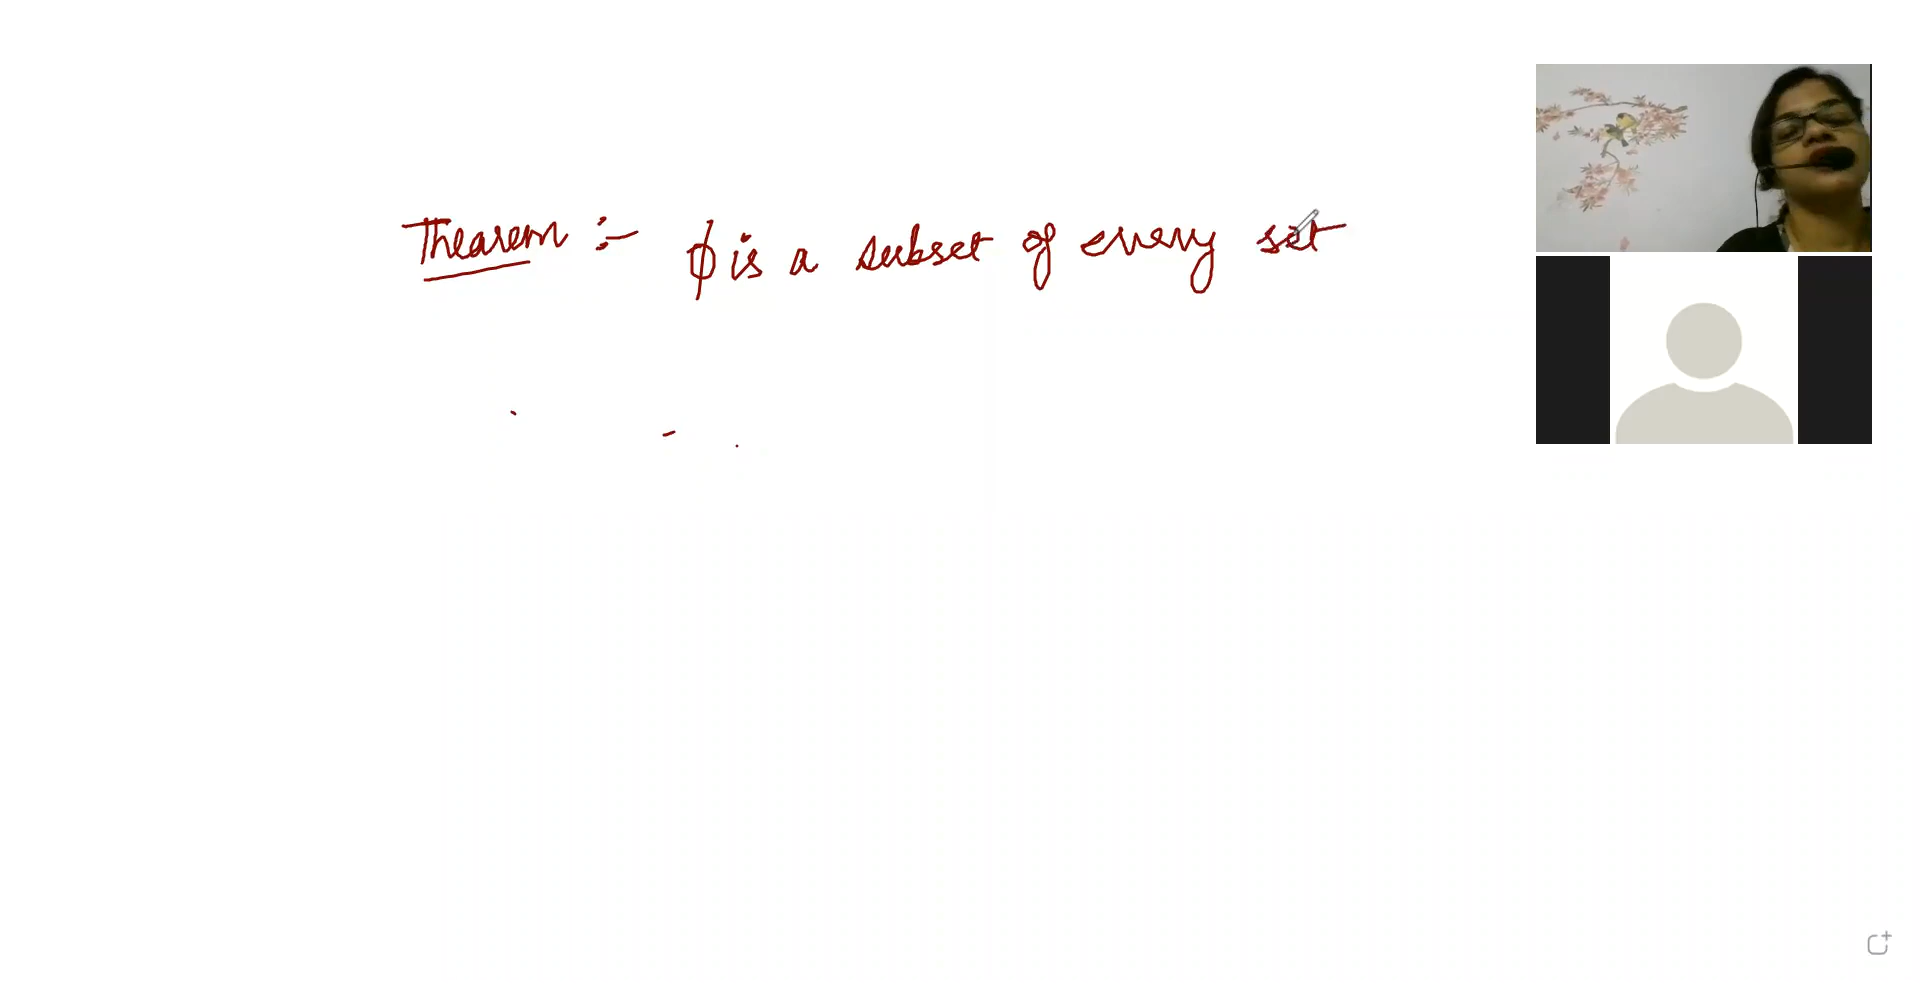 Theorem :- ϕ is a subset of every set